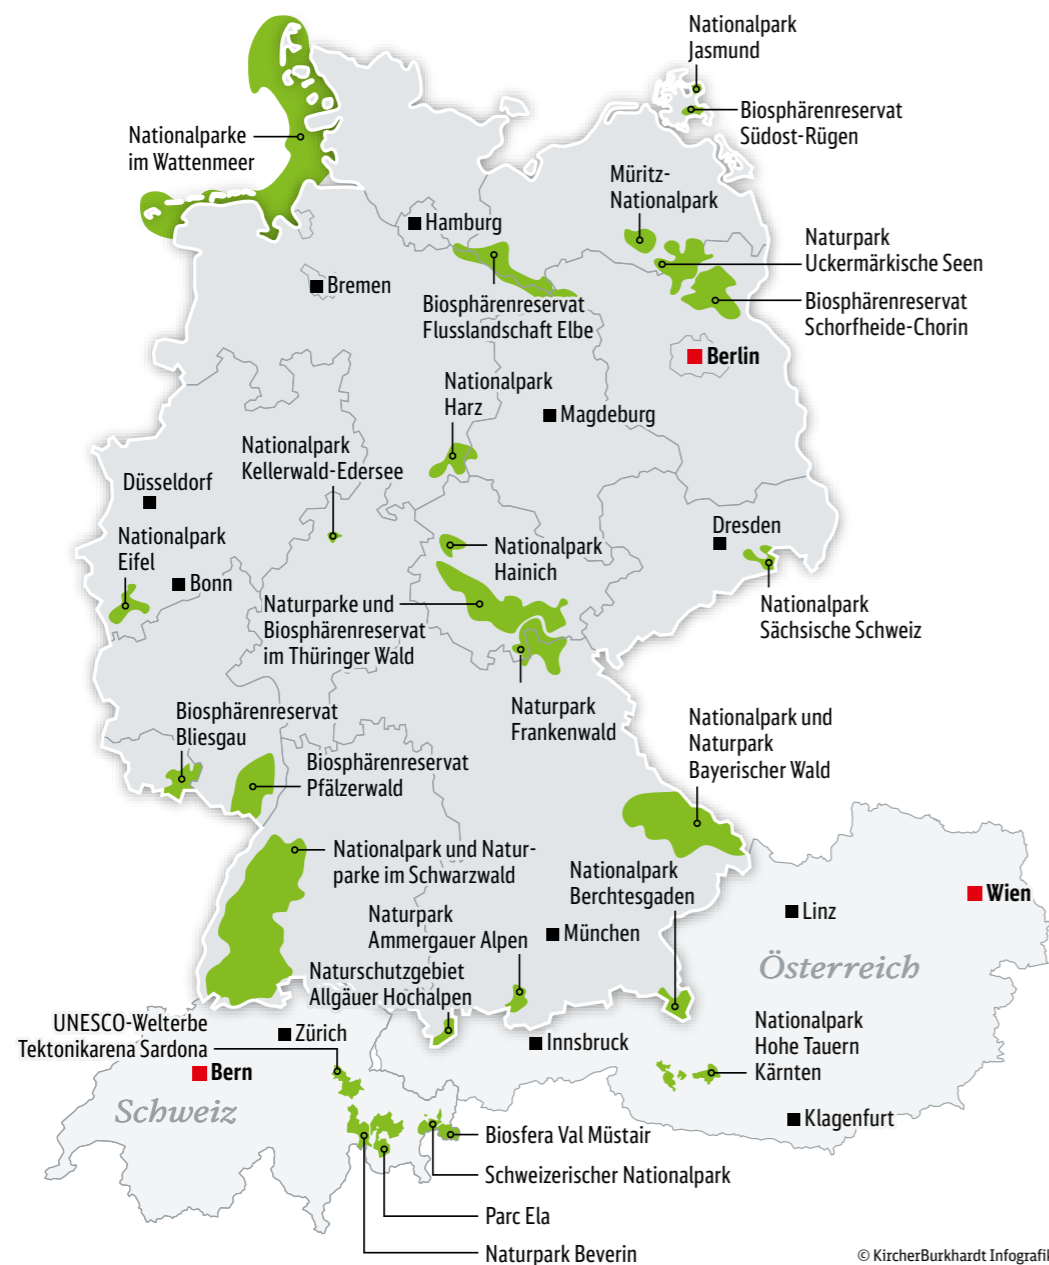 Nationalpark
Jasmund
Biosphärenreservat
Südost-Rügen
Nationalparke
im Wattenmeer
Müritz-
Nationalpark
Hamburg
Naturpark
Uckermärkische Seen
Bremen
Biosphärenreservat
Flusslandschaft Elbe
Biosphärenreservat
Schorfheide-Chorin
Berlin
Nationalpark
Harz
Magdeburg
Nationalpark
Kellerwald-Edersee
Düsseldorf
Dresden
Nationalpark
Eifel
Nationalpark
Hainich
Bonn
Naturparke und
Biosphärenreservat
im Thüringer Wald
Nationalpark
Sächsische Schweiz
Naturpark
Frankenwald
Biosphärenreservat
Bliesgau
Nationalpark und
Naturpark
Bayerischer Wald
Biosphärenreservat
Pfälzerwald
Nationalpark und Natur-
parke im Schwarzwald
Nationalpark
Berchtesgaden
Wien
Linz
Naturpark
Ammergauer Alpen
München
Österreich
Naturschutzgebiet
Allgäuer Hochalpen
UNESCO-Welterbe
Tektonikarena Sardona
Zürich
Innsbruck
Nationalpark
Hohe Tauern
Kärnten
Bern
Schweiz
Klagenfurt
Biosfera Val Müstair
Schweizerischer Nationalpark
Parc Ela
Naturpark Beverin
© KircherBurkhardt Infografik